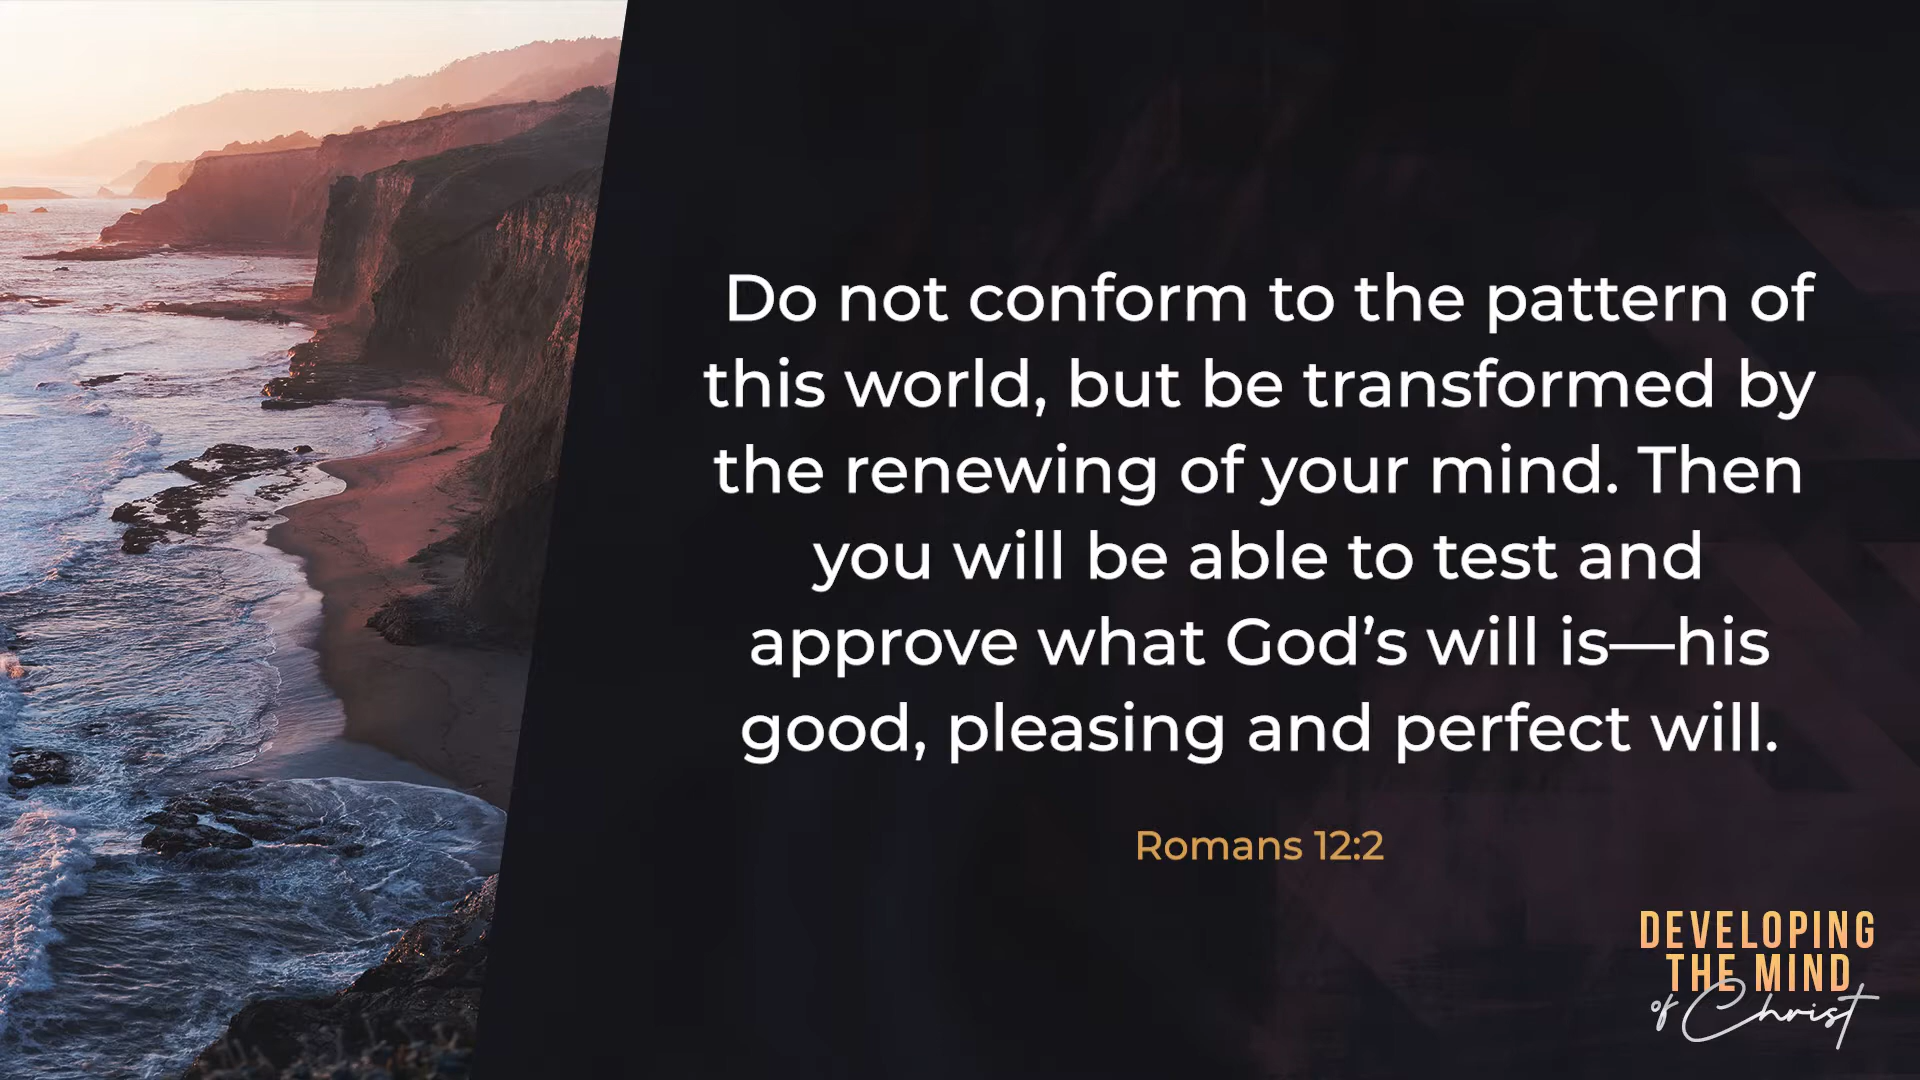 Do not conform to the pattern of
this world, but be transformed by
the renewing of your mind. Then
you will be able to test and
approve what God’s will is—his
good, pleasing and perfect will.
Romans 12:2
DEVELOPING
THE MIND
of Christ